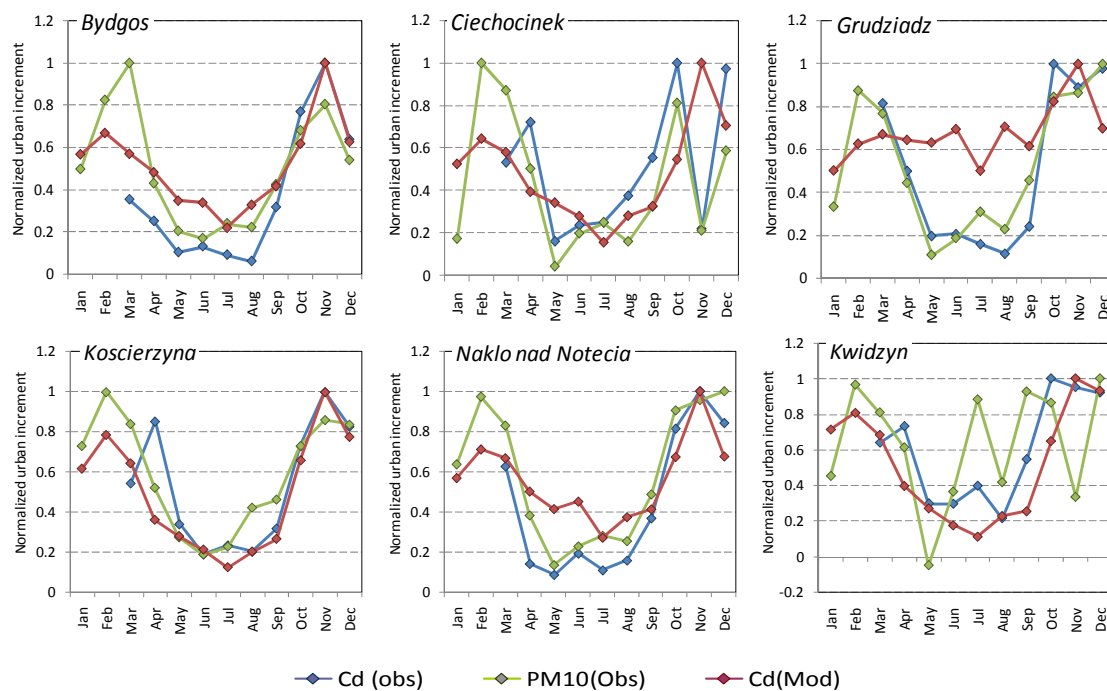 Bydgos
Normalized urban increment
1.2
1
0.8
0.6
0.4
0.2
0
Jan Feb Mar Apr May Jun Jul Aug Sep Oct Nov Dec
Ciechocinek
Normalized urban increment
1.2
1
0.8
0.6
0.4
0.2
0
Jan Feb Mar Apr May Jun Jul Aug Sep Oct Nov Dec
Grudziadz
Normalized urban increment
1.2
1
0.8
0.6
0.4
0.2
0
Jan Feb Mar Apr May Jun Jul Aug Sep Oct Nov Dec
Koscierzyna
Normalized urban increment
1.2
1
0.8
0.6
0.4
0.2
0
Jan Feb Mar Apr May Jun Jul Aug Sep Oct Nov Dec
Naklo nad Notecia
Normalized urban increment
1.2
1
0.8
0.6
0.4
0.2
0
Jan Feb Mar Apr May Jun Jul Aug Sep Oct Nov Dec
Kwidzyn
Normalized urban increment
1.2
1
0.8
0.6
0.4
0.2
0
-0.2
Jan Feb Mar Apr May Jun Jul Aug Sep Oct Nov Dec
Cd (obs) PM10(Obs) Cd(Mod)